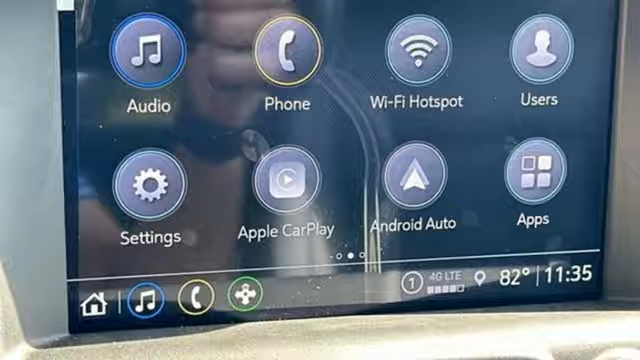 Audio Phone Wi-Fi Hotspot Users
Settings Apple CarPlay Android Auto Apps
1 4G LTE 82° 11:35